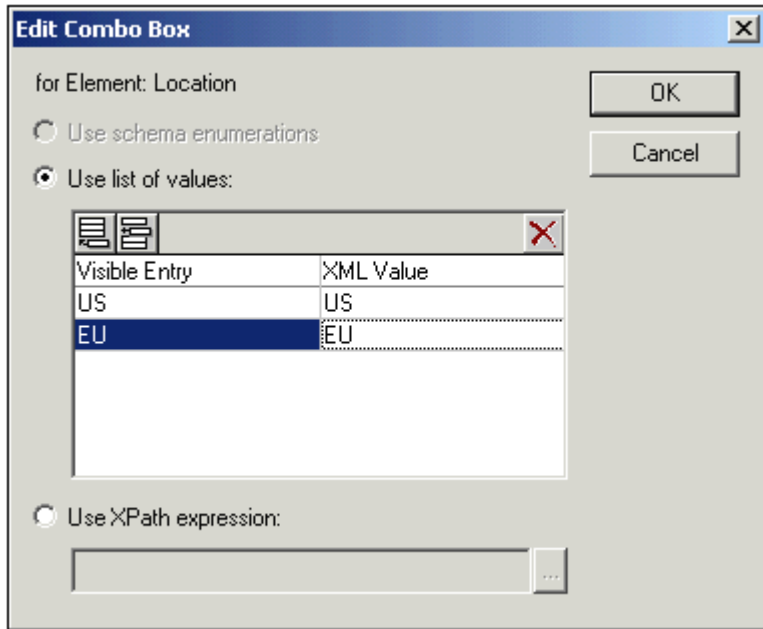 Edit Combo Box
for Element: Location
OK
Use schema enumerations
Cancel
Use list of values:
Visible Entry XML Value
US US
EU EU
Use XPath expression:
...